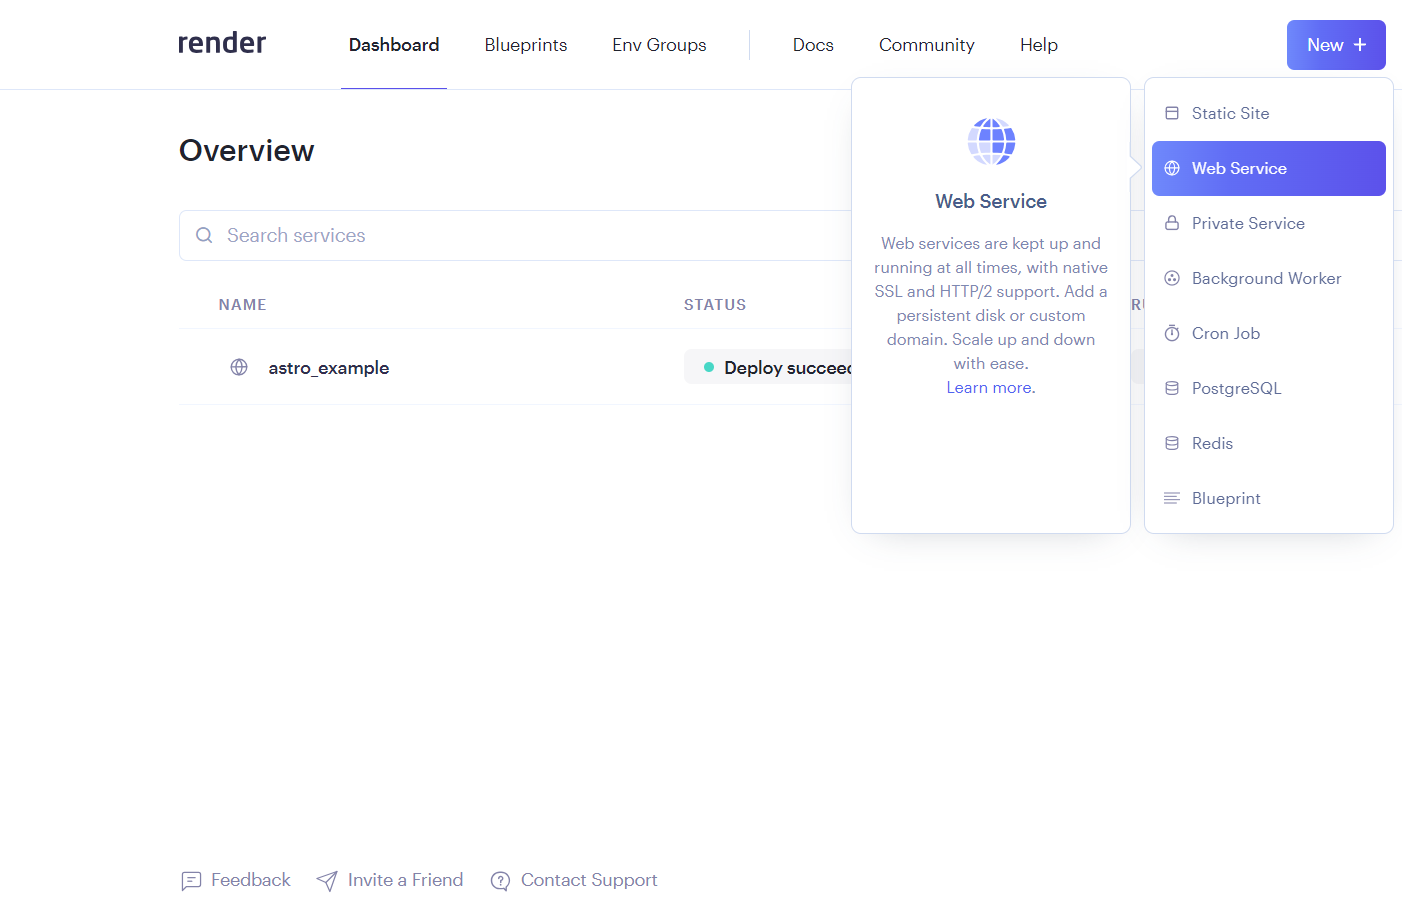 render
Dashboard
Blueprints
Env Groups
Docs
Community
Help
New +
Overview
Search services
NAME
STATUS
astro_example
Deploy succeed
Web Service
Web services are kept up and
running at all times, with native
SSL and HTTP/2 support. Add a
persistent disk or custom
domain. Scale up and down
with ease.
Learn more.
Static Site
Web Service
Private Service
Background Worker
Cron Job
PostgreSQL
Redis
Blueprint
Feedback
Invite a Friend
Contact Support